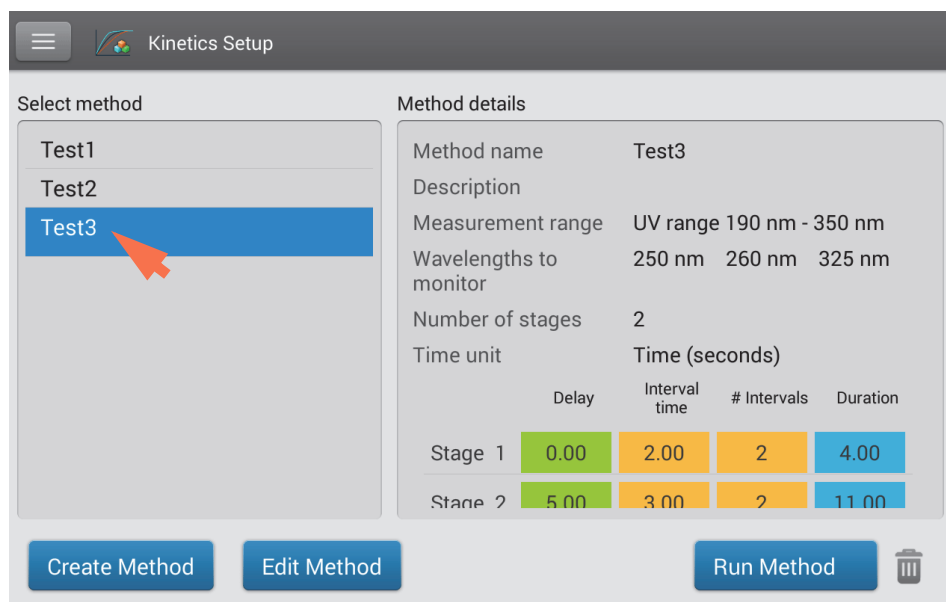 Kinetics Setup
Select method
Test1
Test2
Test3
Method details
Method name Test3
Description
Measurement range UV range 190 nm - 350 nm
Wavelengths to monitor 250 nm 260 nm 325 nm
Number of stages 2
Time unit Time (seconds)
Delay Interval time # Intervals Duration
Stage 1 0.00 2.00 2 4.00
Stage 2 5.00 3.00 2 11.00
Create Method Edit Method Run Method